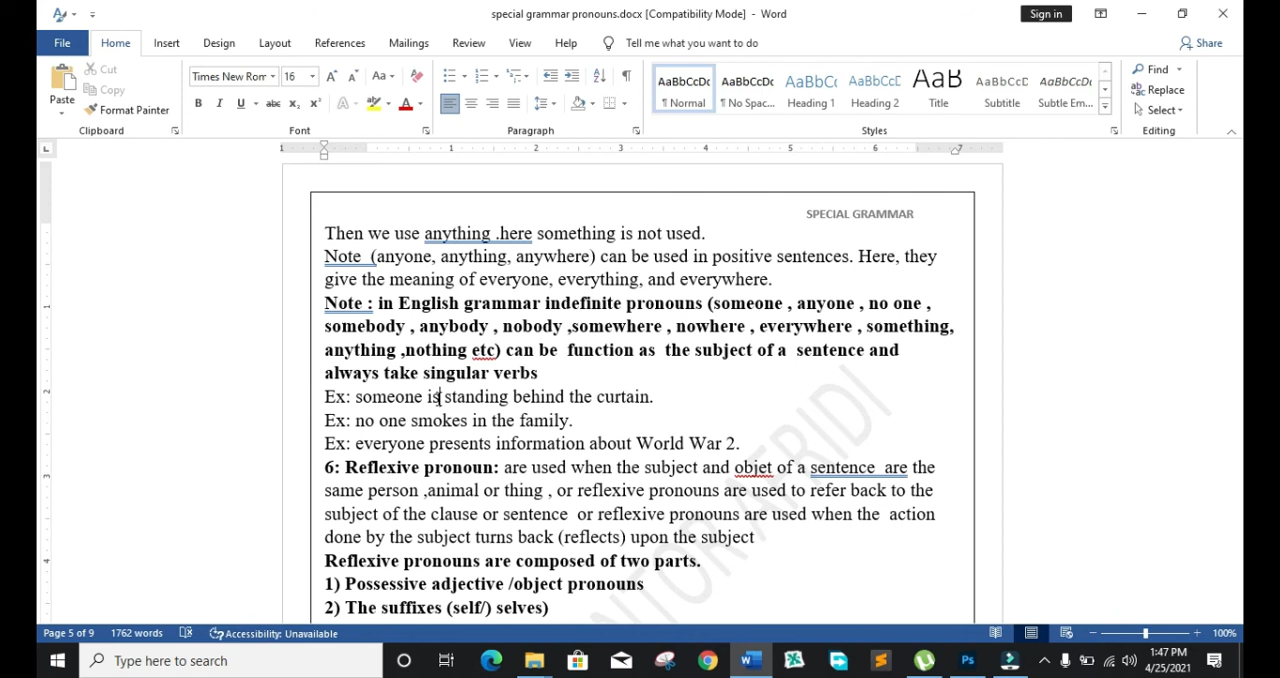 special grammar pronouns.docx [Compatibility Mode] - Word
Sign in
File Home Insert Design Layout References Mailings Review View Help Tell me what you want to do Share
Paste Cut Copy Format Painter
Times New Rom 16
AaBbCcDc AaBbCcDc AaBbCc AaBbCcC AaB AaBbCcD AaBbCcDc
¶ Normal ¶ No Spac... Heading 1 Heading 2 Title Subtitle Subtle Em...
Find
Replace
Select
Clipboard Font Paragraph Styles Editing
1 1 2 3 4 5 6 7
SPECIAL GRAMMAR
Then we use anything .here something is not used.
Note (anyone, anything, anywhere) can be used in positive sentences. Here, they
give the meaning of everyone, everything, and everywhere.
Note : in English grammar indefinite pronouns (someone , anyone , no one ,
somebody , anybody , nobody ,somewhere , nowhere , everywhere , something,
anything ,nothing etc) can be function as the subject of a sentence and
always take singular verbs
Ex: someone is standing behind the curtain.
Ex: no one smokes in the family.
Ex: everyone presents information about World War 2.
6: Reflexive pronoun: are used when the subject and objet of a sentence are the
same person ,animal or thing , or reflexive pronouns are used to refer back to the
subject of the clause or sentence or reflexive pronouns are used when the action
done by the subject turns back (reflects) upon the subject
Reflexive pronouns are composed of two parts.
1) Possessive adjective /object pronouns
2) The suffixes (self/) selves)
Page 5 of 9 1762 words Accessibility: Unavailable 100%
Type here to search
1:47 PM
4/25/2021